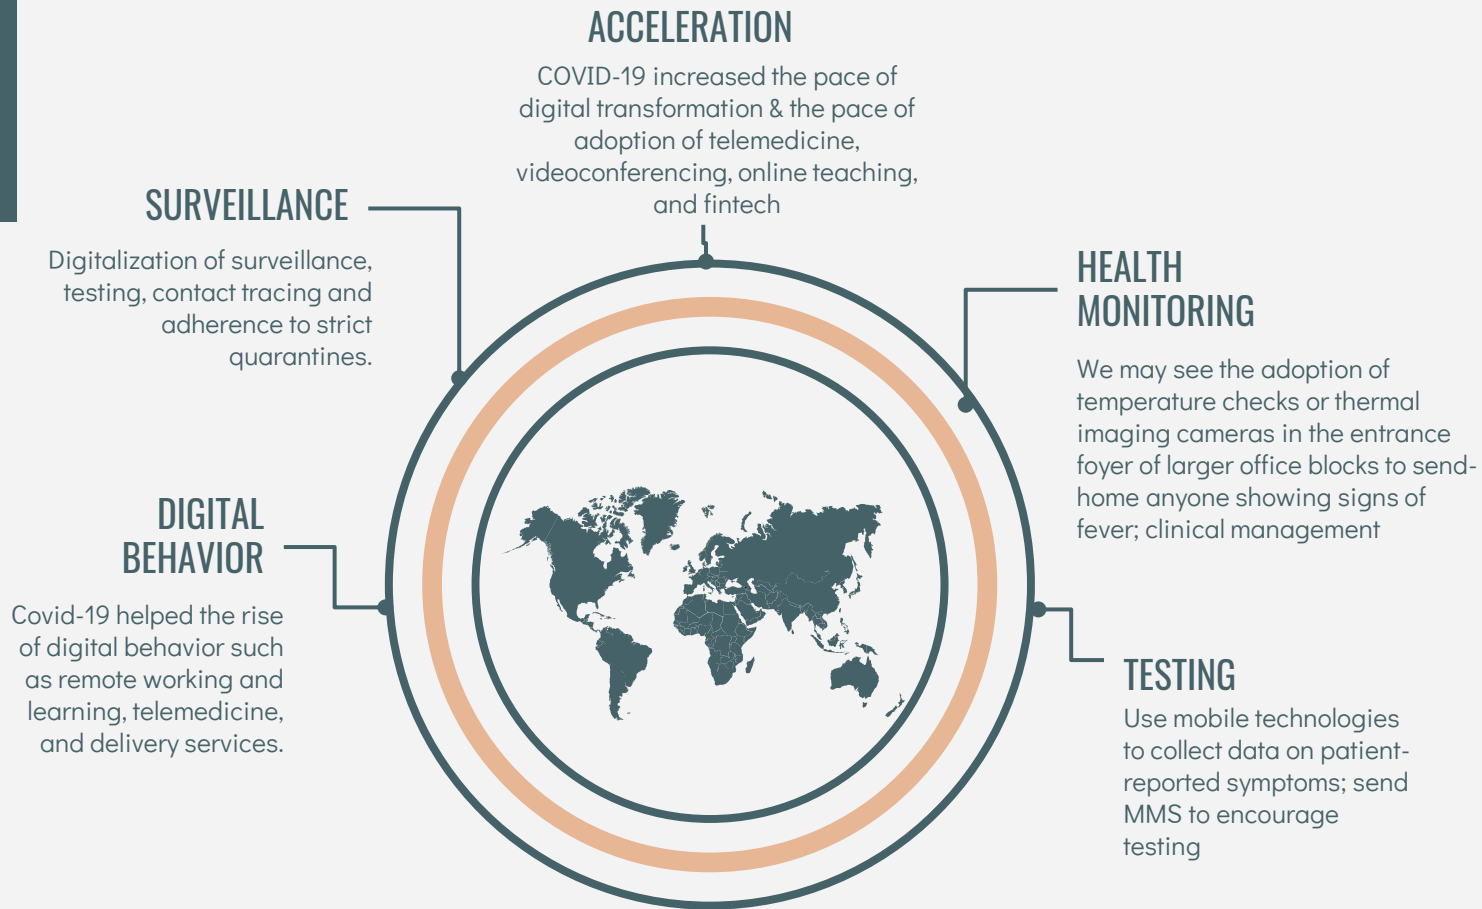 ACCELERATION
COVID-19 increased the pace of
digital transformation & the pace of
adoption of telemedicine,
videoconferencing, online teaching,
and fintech
SURVEILLANCE
Digitalization of surveillance,
testing, contact tracing and
adherence to strict
quarantines.
HEALTH
MONITORING
We may see the adoption of
temperature checks or thermal
imaging cameras in the entrance
foyer of larger office blocks to send-
home anyone showing signs of
fever; clinical management
DIGITAL
BEHAVIOR
Covid-19 helped the rise
of digital behavior such
as remote working and
learning, telemedicine,
and delivery services.
TESTING
Use mobile technologies
to collect data on patient-
reported symptoms; send
MMS to encourage
testing